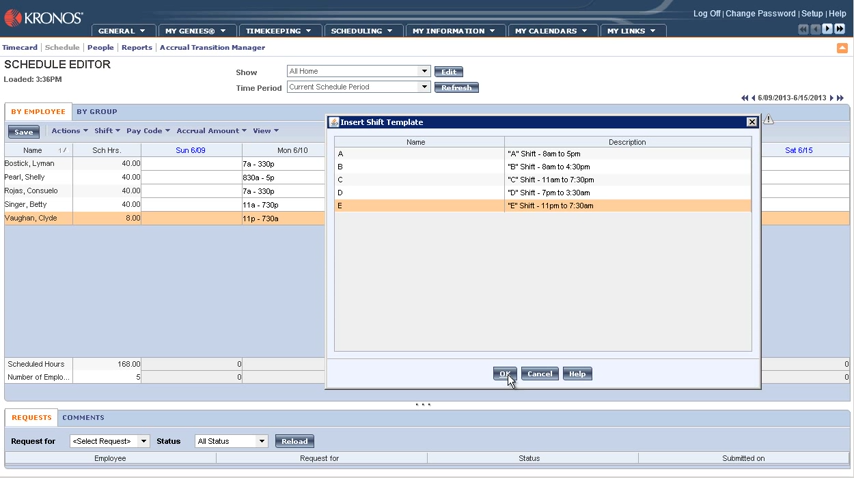 KRONOS®
Log Off | Change Password | Setup | Help
GENERAL MY GENIES® TIMEKEEPING SCHEDULING MY INFORMATION MY CALENDARS MY LINKS
Timecard | Schedule | People | Reports | Accrual Transition Manager
SCHEDULE EDITOR
Loaded: 3:36PM
Show All Home Edit
Time Period Current Schedule Period Refresh
6/09/2013-6/15/2013
BY EMPLOYEE BY GROUP
Save Actions Shift Pay Code Accrual Amount View
Name 1 Sch Hrs. Sun 6/09 Mon 6/10 Sat 6/15
Bostick, Lyman 40.00 7a - 330p
Pearl, Shelly 40.00 830a - 5p
Rojas, Consuelo 40.00 7a - 330p
Singer, Betty 40.00 11a - 730p
Vaughan, Clyde 8.00 11p - 730a
Scheduled Hours 168.00 0 0
Number of Emplo... 5 0 0
Insert Shift Template
Name Description
A "A" Shift - 8am to 5pm
B "B" Shift - 8am to 4:30pm
C "C" Shift - 11am to 7:30pm
D "D" Shift - 7pm to 3:30am
E "E" Shift - 11pm to 7:30am
OK Cancel Help
REQUESTS COMMENTS
Request for <Select Request> Status All Status Reload
Employee Request for Status Submitted on